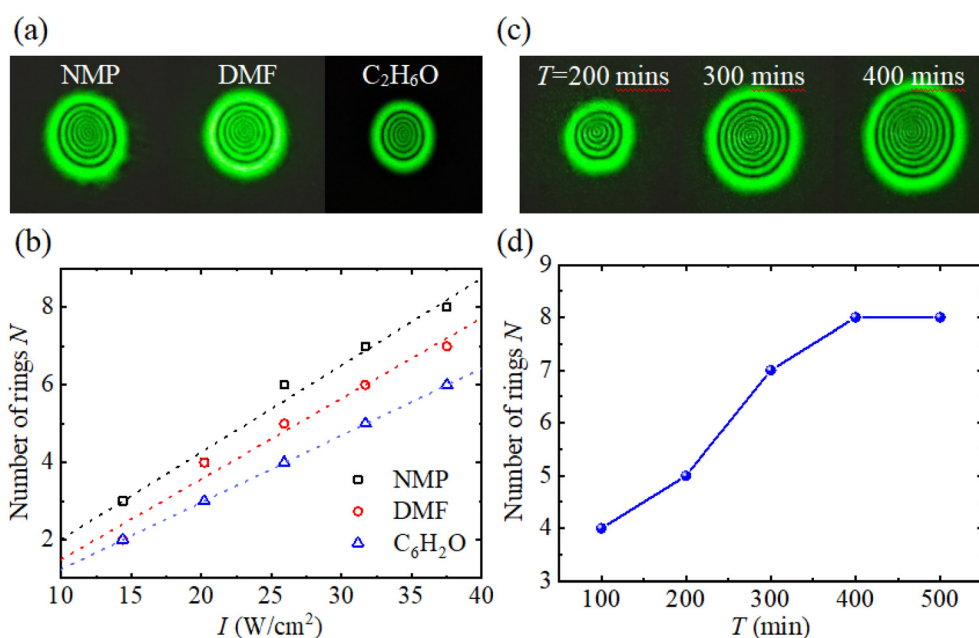 (a)
NMP DMF C₂H₆O
(b)
Number of rings N
8
6
4
2
10 15 20 25 30 35 40
I (W/cm²)
NMP
DMF
C₆H₂O
(c)
T=200 mins 300 mins 400 mins
(d)
Number of rings N
9
8
7
6
5
4
3
100 200 300 400 500
T (min)